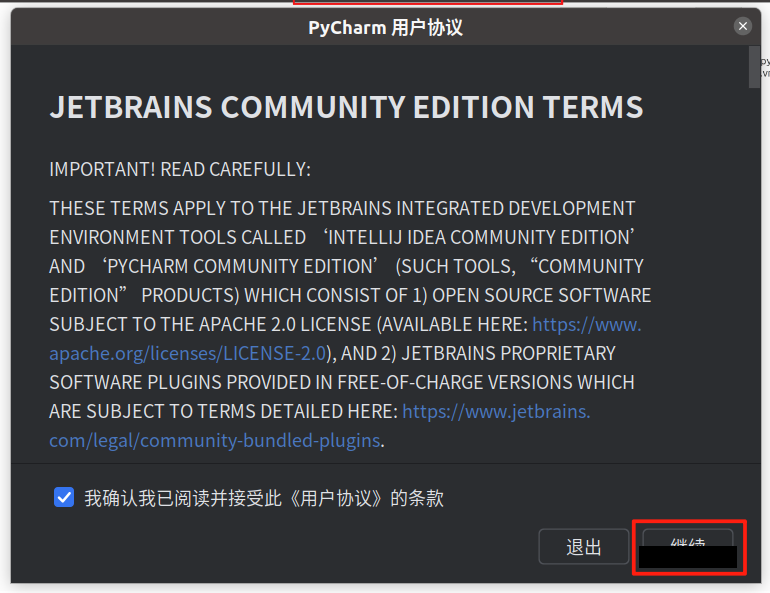 PyCharm 用户协议
JETBRAINS COMMUNITY EDITION TERMS
IMPORTANT! READ CAREFULLY:
THESE TERMS APPLY TO THE JETBRAINS INTEGRATED DEVELOPMENT
ENVIRONMENT TOOLS CALLED ‘INTELLIJ IDEA COMMUNITY EDITION’
AND ‘PYCHARM COMMUNITY EDITION’ (SUCH TOOLS, “COMMUNITY
EDITION” PRODUCTS) WHICH CONSIST OF 1) OPEN SOURCE SOFTWARE
SUBJECT TO THE APACHE 2.0 LICENSE (AVAILABLE HERE: https://www.
apache.org/licenses/LICENSE-2.0), AND 2) JETBRAINS PROPRIETARY
SOFTWARE PLUGINS PROVIDED IN FREE-OF-CHARGE VERSIONS WHICH
ARE SUBJECT TO TERMS DETAILED HERE: https://www.jetbrains.
com/legal/community-bundled-plugins.
我确认我已阅读并接受此《用户协议》的条款
退出